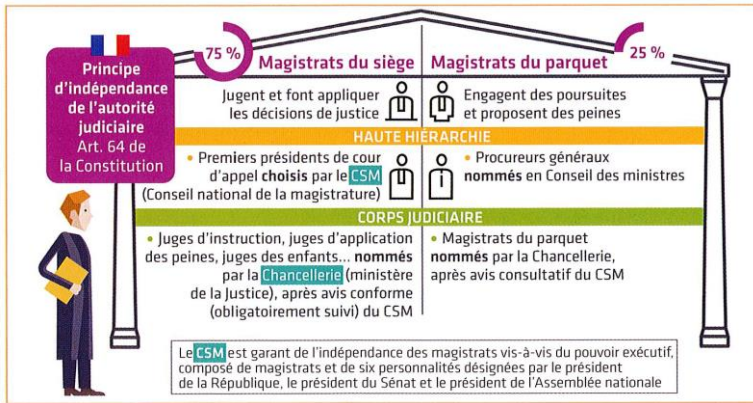 Principe
d'indépendance
de l'autorité
judiciaire
Art. 64 de
la Constitution
75 %
Magistrats du siège
Jugent et font appliquer
les décisions de justice
Magistrats du parquet
25 %
Engagent des poursuites
et proposent des peines
HAUTE HIÉRARCHIE
• Premiers présidents de cour
d'appel choisis par le CSM
(Conseil national de la magistrature)
• Procureurs généraux
nommés en Conseil des ministres
CORPS JUDICIAIRE
• Juges d'instruction, juges d'application
des peines, juges des enfants... nommés
par la Chancellerie (ministère
de la Justice), après avis conforme
(obligatoirement suivi) du CSM
• Magistrats du parquet
nommés par la Chancellerie,
après avis consultatif du CSM
Le CSM est garant de l'indépendance des magistrats vis-à-vis du pouvoir exécutif,
composé de magistrats et de six personnalités désignées par le président
de la République, le président du Sénat et le président de l'Assemblée nationale